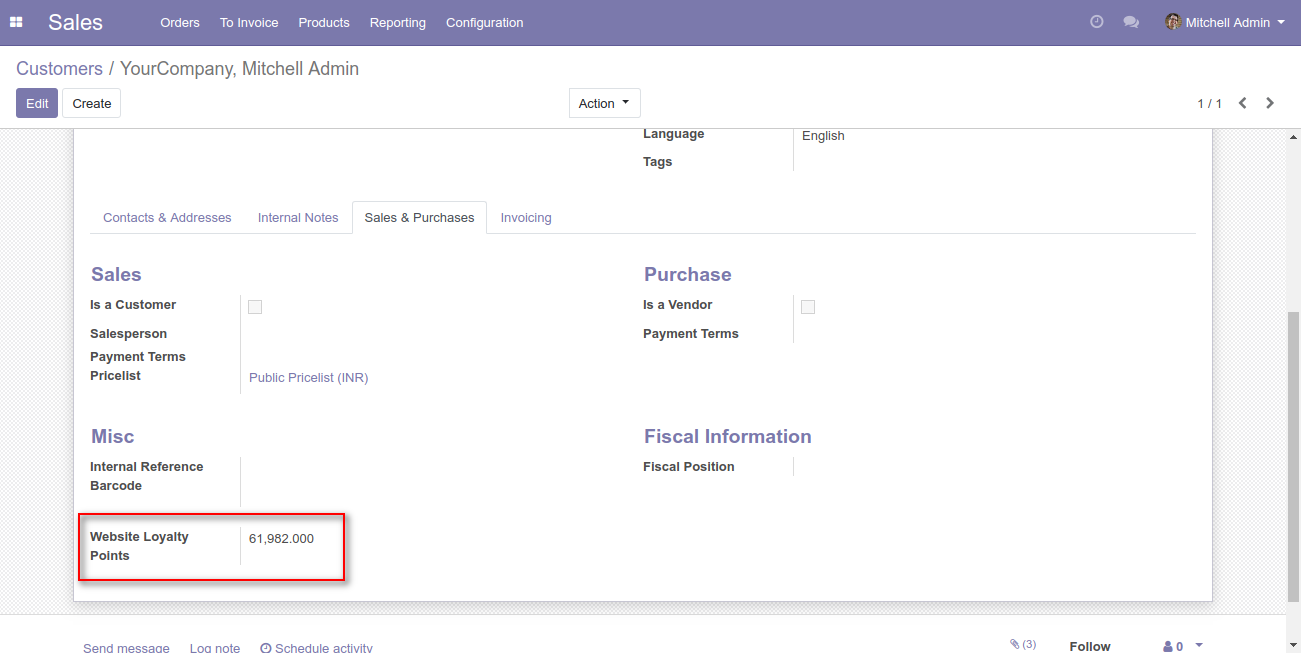 Sales Orders To Invoice Products Reporting Configuration Mitchell Admin
Customers / YourCompany, Mitchell Admin
Edit Create Action 1 / 1
Language English
Tags
Contacts & Addresses Internal Notes Sales & Purchases Invoicing
Sales Purchase
Is a Customer Is a Vendor
Salesperson Payment Terms
Payment Terms
Pricelist Public Pricelist (INR)
Misc Fiscal Information
Internal Reference Fiscal Position
Barcode
Website Loyalty 61,982.000
Points
Send message Log note Schedule activity (3) Follow 0